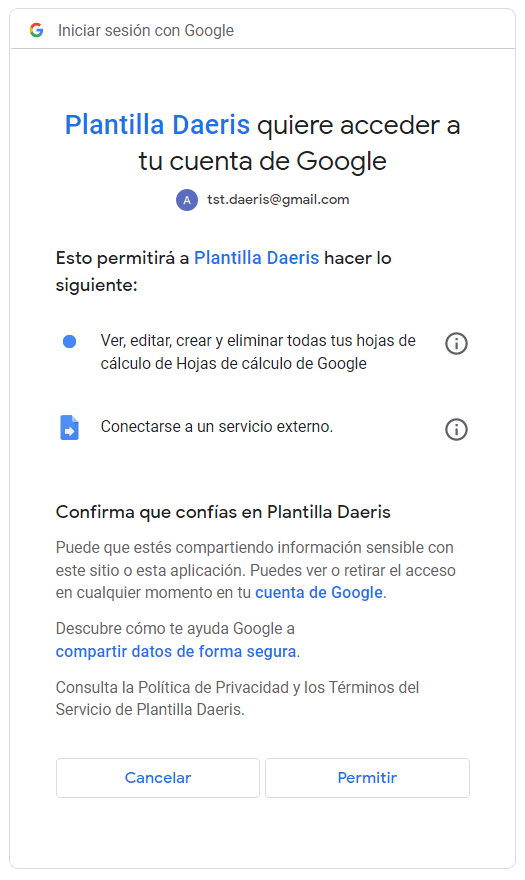 Iniciar sesión con Google
Plantilla Daeris quiere acceder a
tu cuenta de Google
A tst.daeris@gmail.com
Esto permitirá a Plantilla Daeris hacer lo
siguiente:
Ver, editar, crear y eliminar todas tus hojas de
cálculo de Hojas de cálculo de Google
Conectarse a un servicio externo.
Confirma que confías en Plantilla Daeris
Puede que estés compartiendo información sensible con
este sitio o esta aplicación. Puedes ver o retirar el acceso
en cualquier momento en tu cuenta de Google.
Descubre cómo te ayuda Google a
compartir datos de forma segura.
Consulta la Política de Privacidad y los Términos del
Servicio de Plantilla Daeris.
Cancelar Permitir